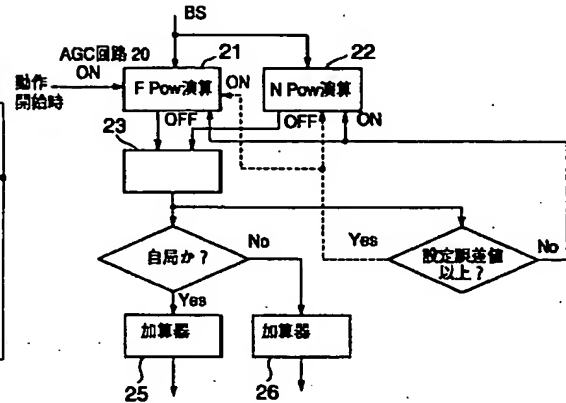 BS
AGC回路 20
21
22
動作
開始時
ON
F Pow演算
ON
N Pow演算
OFF
OFF
ON
23
自局か?
No
Yes
設定誤差値
以上?
No
Yes
加算器
加算器
25
26